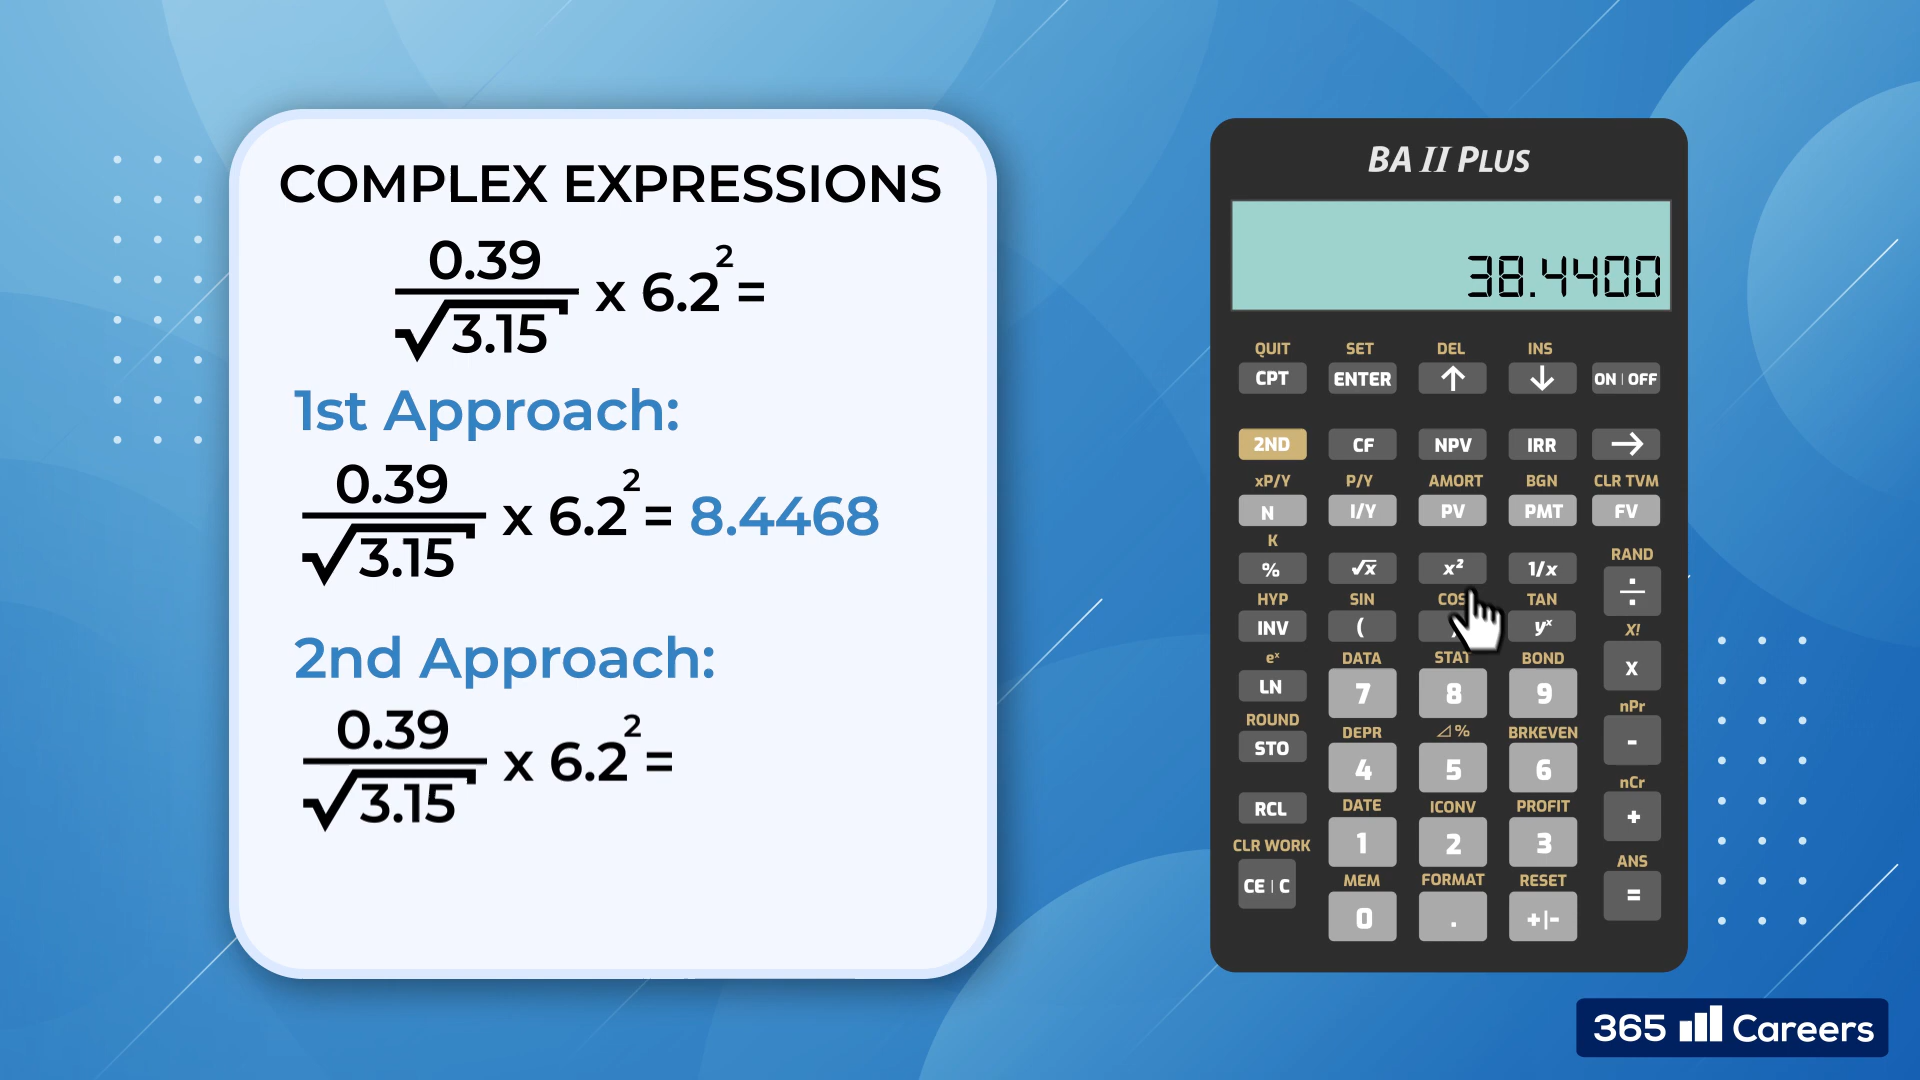 COMPLEX EXPRESSIONS
0.39
√3.15 x 6.2² =
1st Approach:
0.39
√3.15 x 6.2² = 8.4468
2nd Approach:
0.39
√3.15 x 6.2² =
BA II PLUS
38.4400
QUIT SET DEL INS
CPT ENTER ↑ ↓ ON | OFF
2ND CF NPV IRR →
xP/Y P/Y AMORT BGN CLR TVM
N I/Y PV PMT FV
K RAND
% √x x² 1/x ÷
HYP SIN COS TAN X!
INV ( ) yˣ x
eˣ DATA STAT BOND nPr
LN 7 8 9 -
ROUND DEPR ⊿% BRKEVEN nCr
STO 4 5 6 +
DATE ICONV PROFIT ANS
RCL 1 2 3 =
CLR WORK MEM FORMAT RESET
CE | C 0 . +|-
365 Careers